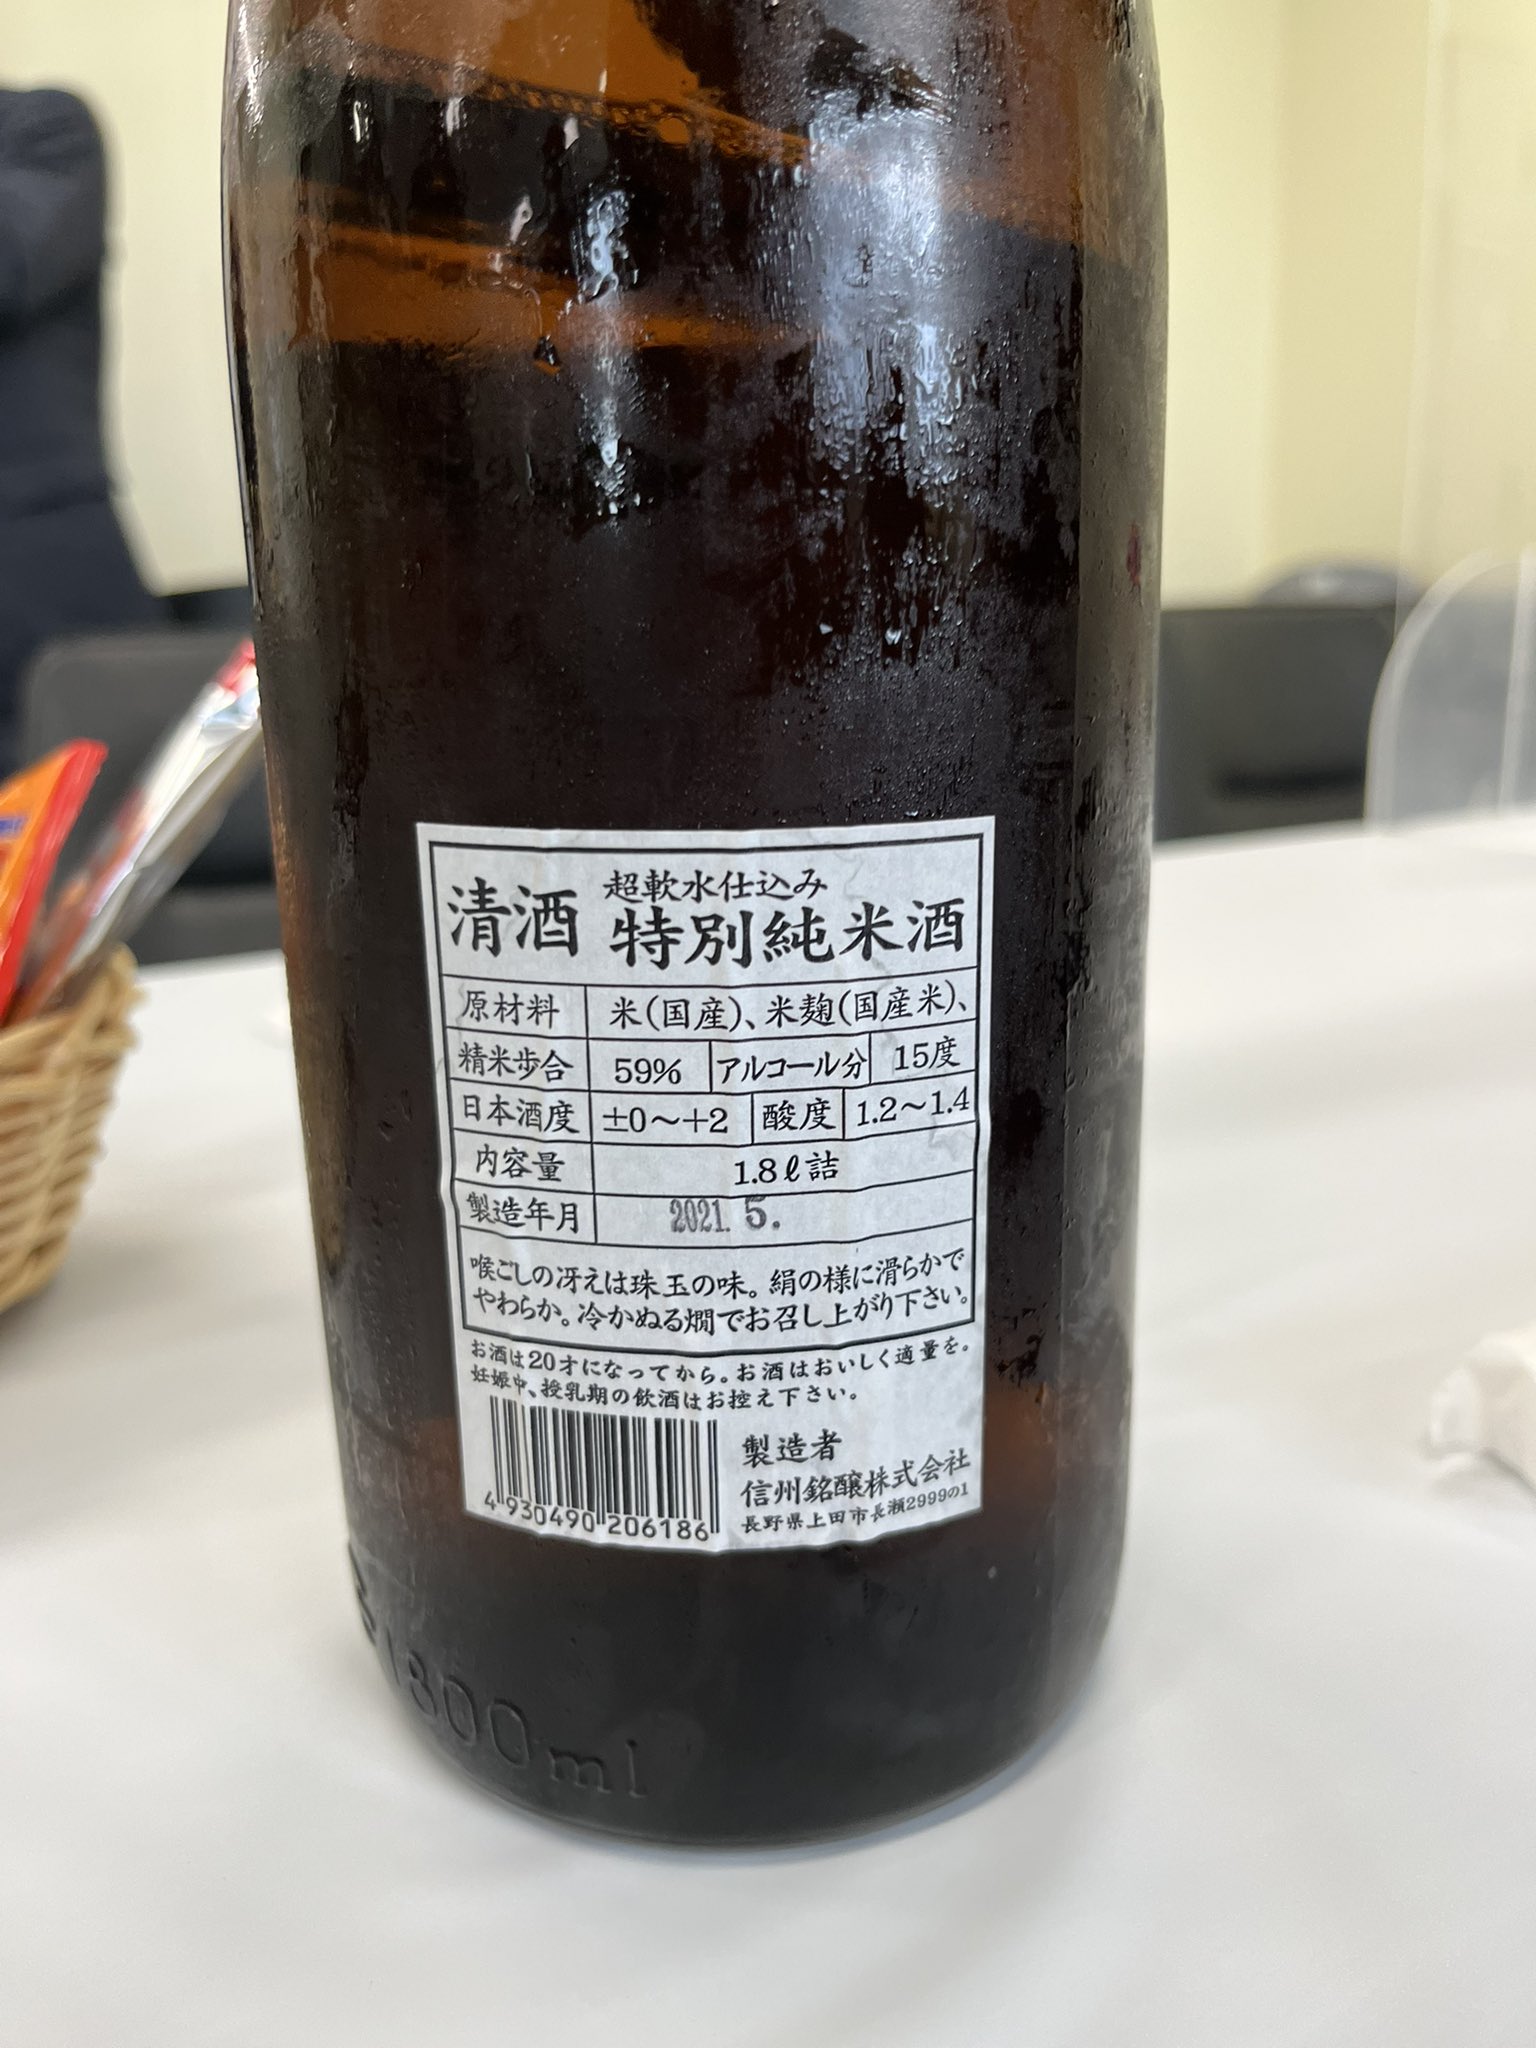 超軟水仕込み
清酒 特別純米酒
原材料 米(国産)、米麹(国産米)、
精米歩合 59% アルコール分 15度
日本酒度 ±0〜+2 酸度 1.2〜1.4
内容量 1.8ℓ詰
製造年月 2021. 5.
喉ごしの冴えは珠玉の味。絹の様に滑らかで
やわらか。冷かぬる燗でお召し上がり下さい。
お酒は20才になってから。お酒はおいしく適量を。
妊娠中、授乳期の飲酒はお控え下さい。
製造者
信州銘醸株式会社
長野県上田市長瀬2999の1
4 930490 206186
1800ml